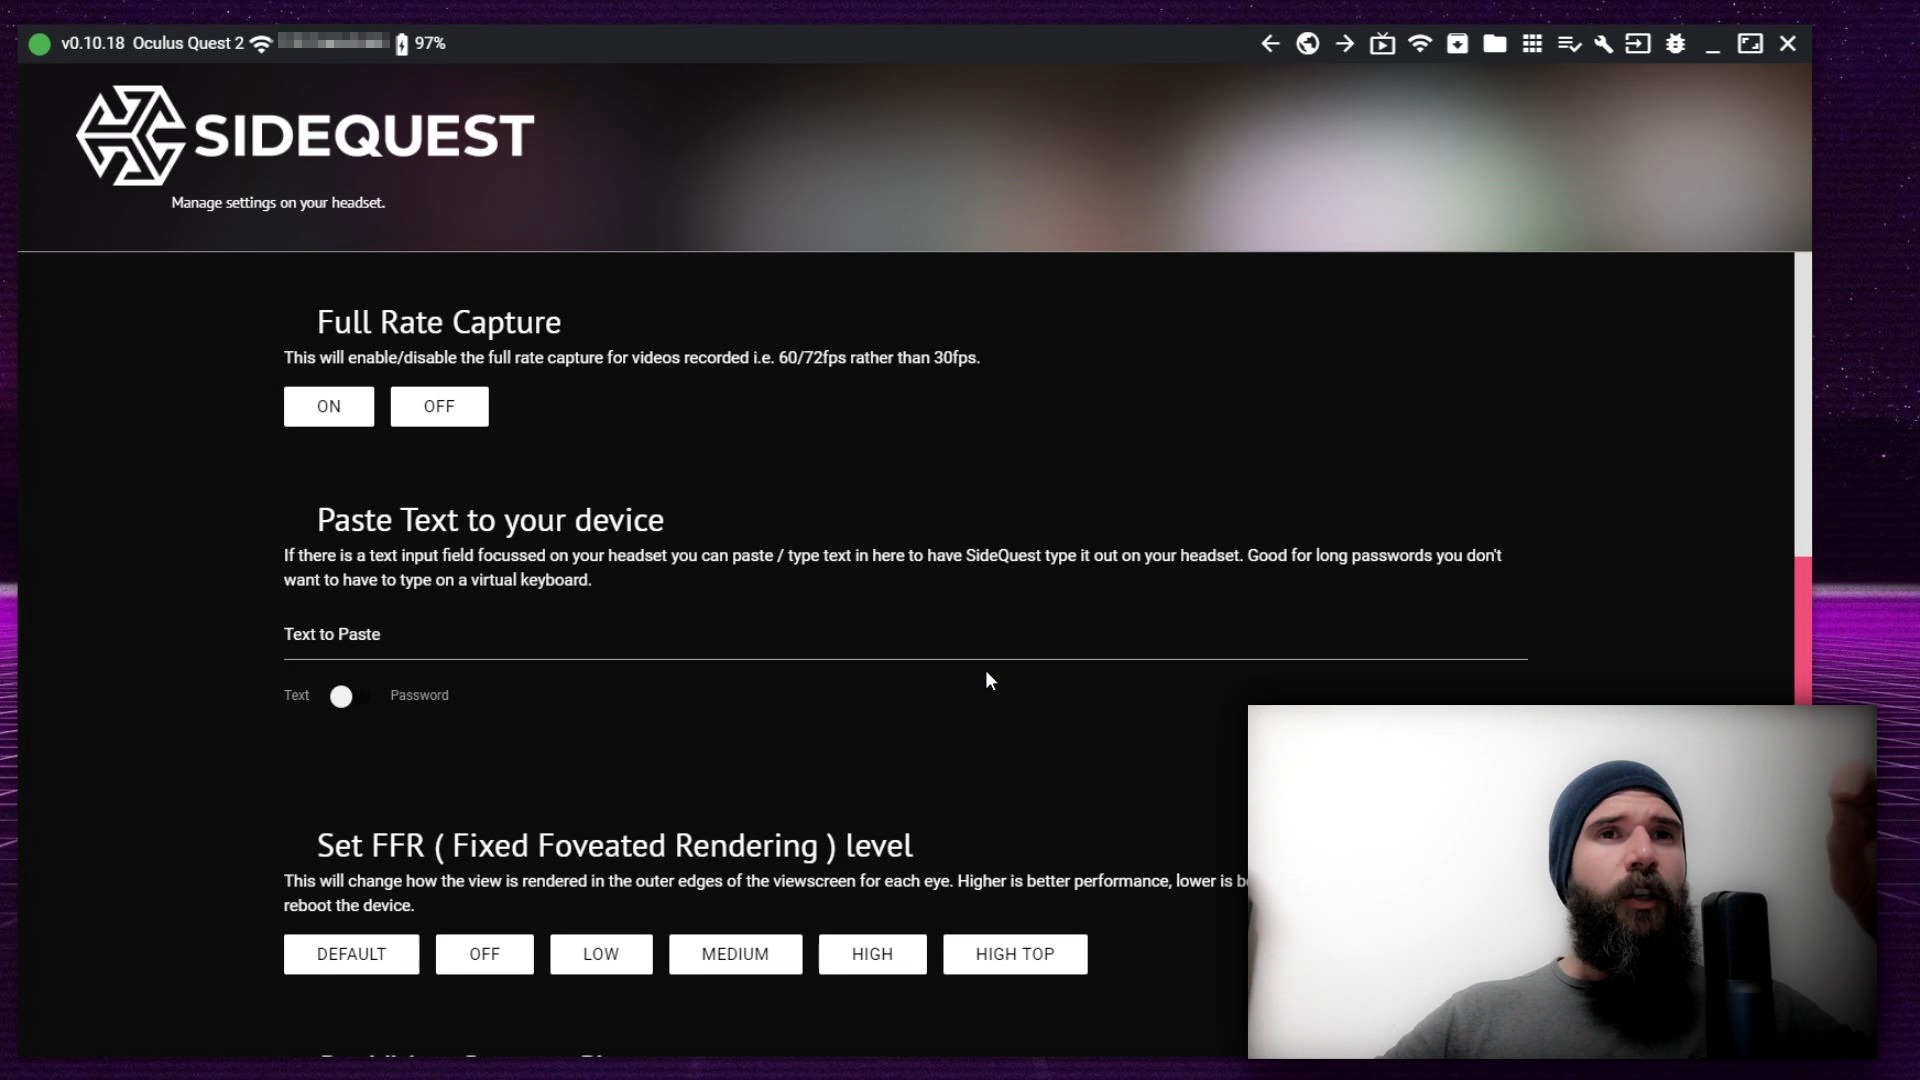 v0.10.18 Oculus Quest 2 97%
SIDEQUEST
Manage settings on your headset.
Full Rate Capture
This will enable/disable the full rate capture for videos recorded i.e. 60/72fps rather than 30fps.
ON OFF
Paste Text to your device
If there is a text input field focussed on your headset you can paste / type text in here to have SideQuest type it out on your headset. Good for long passwords you don't
want to have to type on a virtual keyboard.
Text to Paste
Text Password
Set FFR ( Fixed Foveated Rendering ) level
This will change how the view is rendered in the outer edges of the viewscreen for each eye. Higher is better performance, lower is
reboot the device.
DEFAULT OFF LOW MEDIUM HIGH HIGH TOP